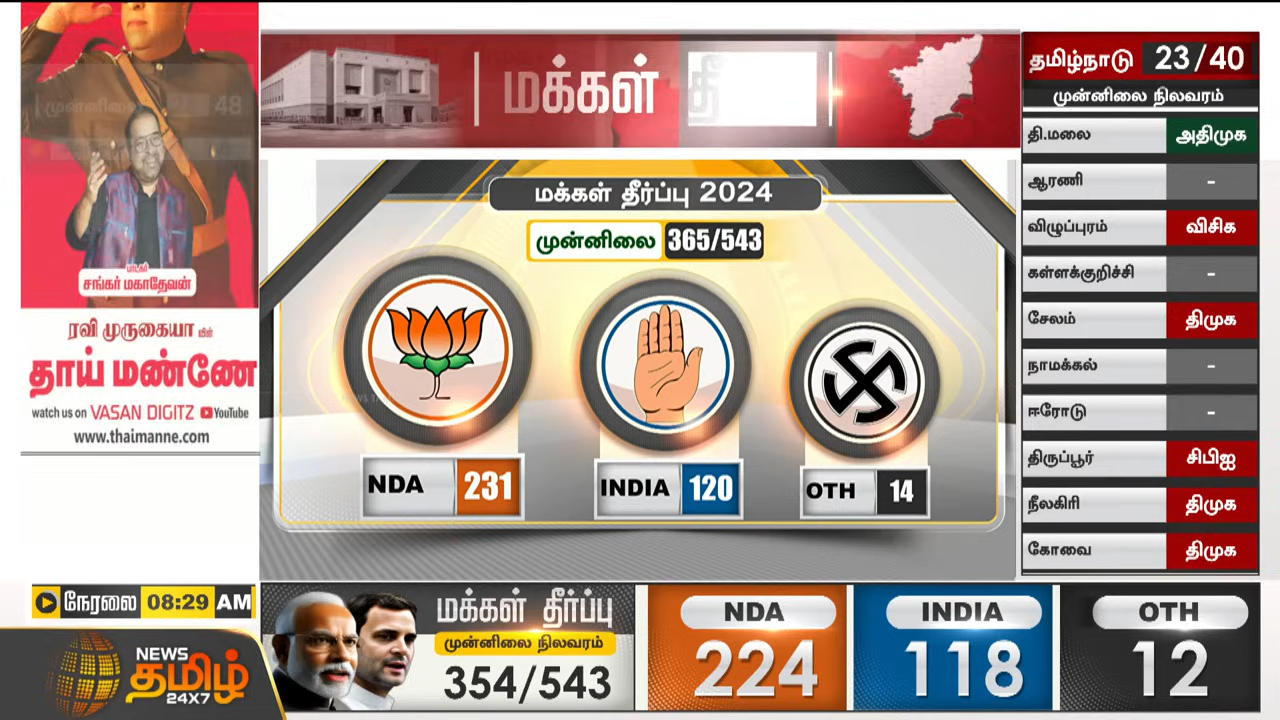 பாடகர்
சங்கர் மகாதேவன்
ரவி முருகையா யின்
தாய் மண்ணே
watch us on VASAN DIGITZ YouTube
www.thaimanne.com
நேரலை 08:29 AM
NEWS
தமிழ்
24X7
மக்கள் தீ
மக்கள் தீர்ப்பு 2024
முன்னிலை 365/543
NDA 231
INDIA 120
OTH 14
தமிழ்நாடு 23/40
முன்னிலை நிலவரம்
தி.மலை அதிமுக
ஆரணி -
விழுப்புரம் விசிக
கள்ளக்குறிச்சி -
சேலம் திமுக
நாமக்கல் -
ஈரோடு -
திருப்பூர் சிபிஐ
நீலகிரி திமுக
கோவை திமுக
மக்கள் தீர்ப்பு
முன்னிலை நிலவரம்
354/543
NDA
224
INDIA
118
OTH
12